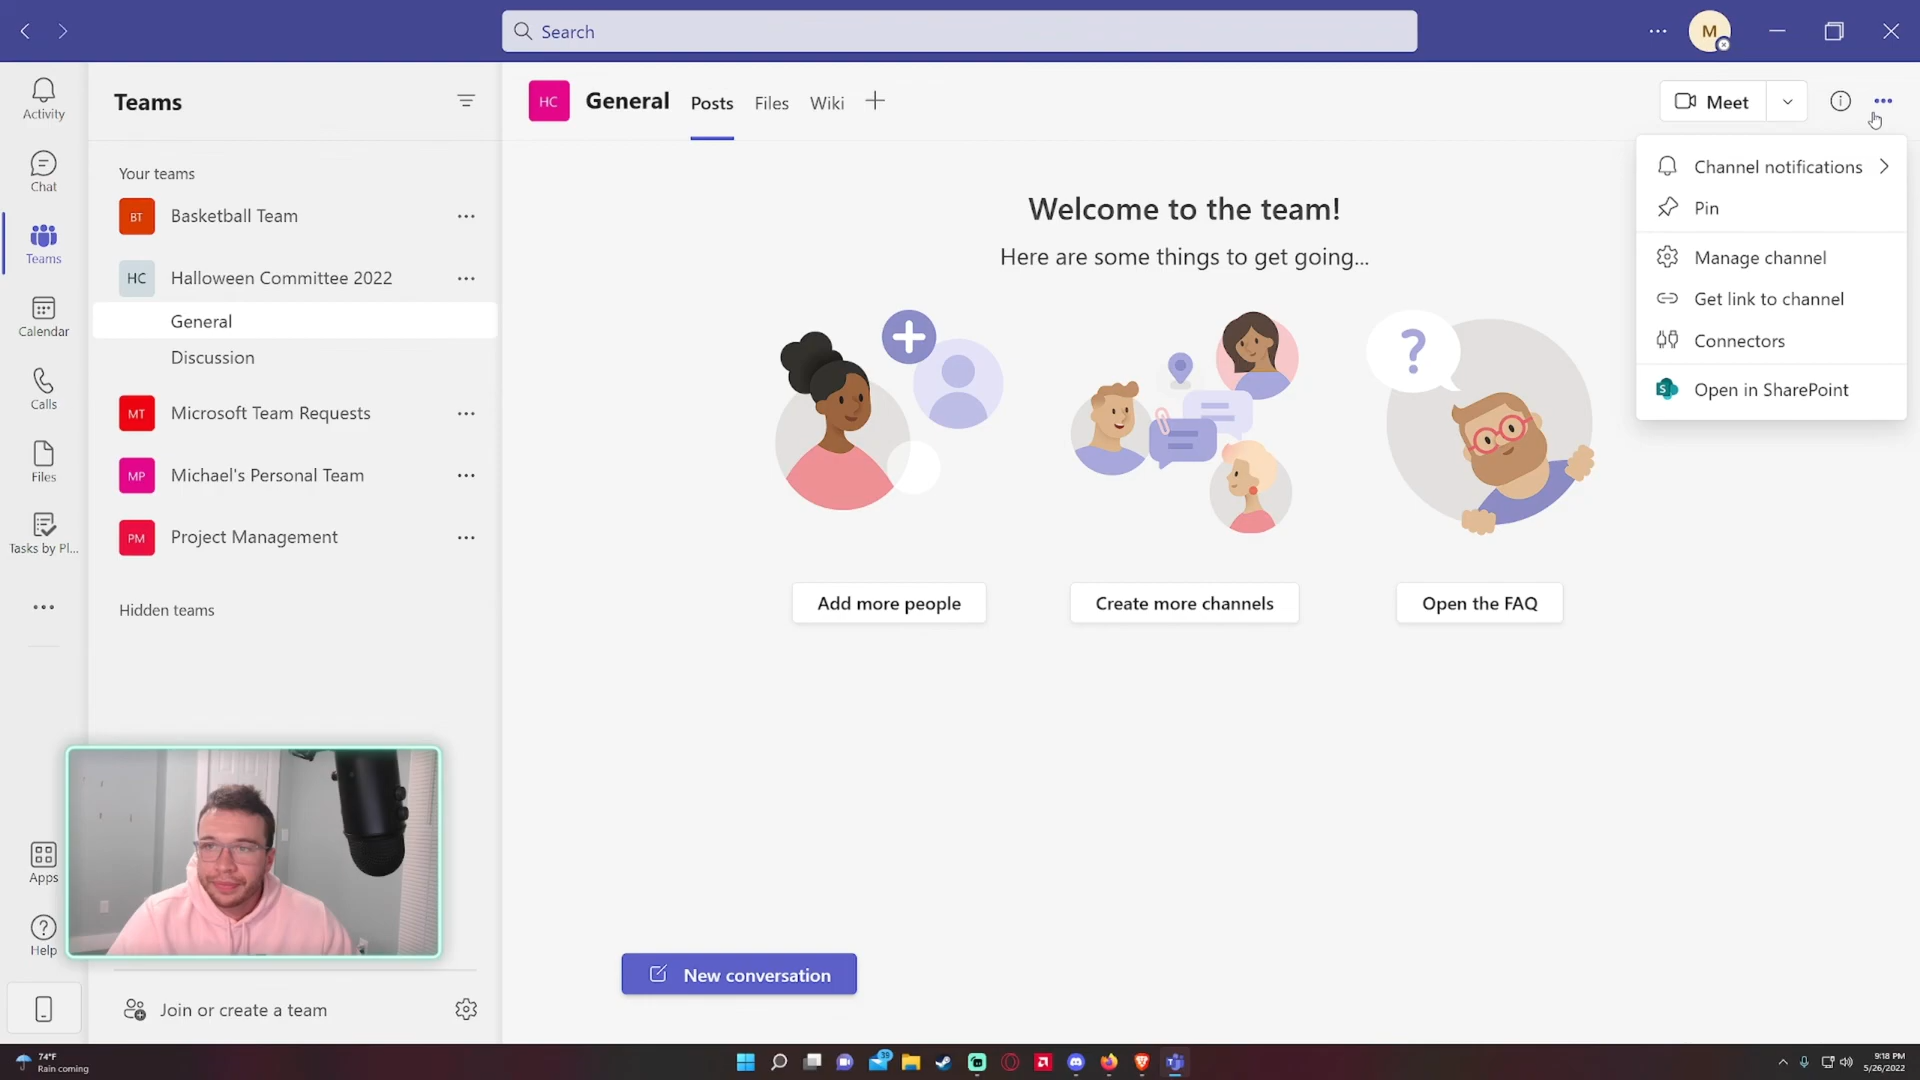 Search
M
Activity
Chat
Teams
Calendar
Calls
Files
Tasks by Pl...
Apps
Help
Teams
Your teams
BT Basketball Team
HC Halloween Committee 2022
General
Discussion
MT Microsoft Team Requests
MP Michael's Personal Team
PM Project Management
Hidden teams
Join or create a team
HC General Posts Files Wiki
Meet
Channel notifications
Pin
Manage channel
Get link to channel
Connectors
S Open in SharePoint
Welcome to the team!
Here are some things to get going...
?
Add more people
Create more channels
Open the FAQ
New conversation
74°F
Rain coming
39
9:18 PM
5/26/2022